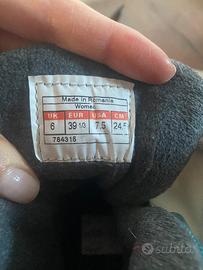 Made in Romania
Women
UK EUR USA CM
6 39 1/3 7.5 24.5
784316
subito